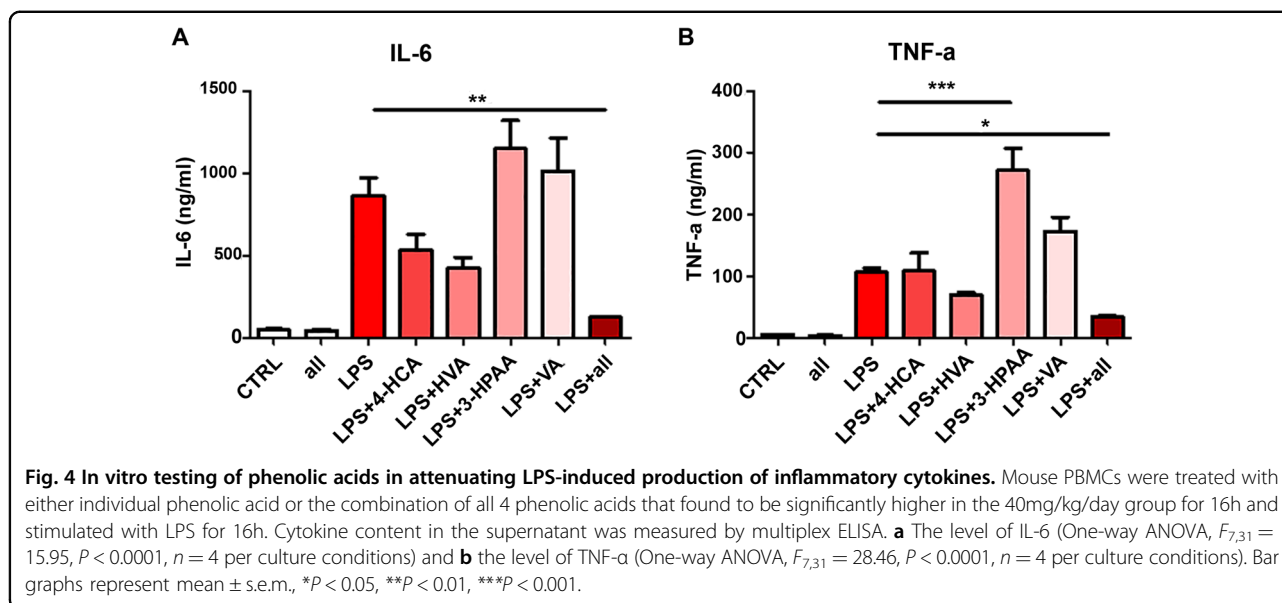 A
IL-6
**
1500
1000
500
0
IL-6 (ng/ml)
CTRL
all
LPS
LPS+4-HCA
LPS+HVA
LPS+3-HPAA
LPS+VA
LPS+all
B
TNF-a
***
*
400
300
200
100
0
TNF-a (ng/ml)
CTRL
all
LPS
LPS+4-HCA
LPS+HVA
LPS+3-HPAA
LPS+VA
LPS+all
Fig. 4 In vitro testing of phenolic acids in attenuating LPS-induced production of inflammatory cytokines. Mouse PBMCs were treated with
either individual phenolic acid or the combination of all 4 phenolic acids that found to be significantly higher in the 40mg/kg/day group for 16h and
stimulated with LPS for 16h. Cytokine content in the supernatant was measured by multiplex ELISA. a The level of IL-6 (One-way ANOVA, F7,31 =
15.95, P < 0.0001, n = 4 per culture conditions) and b the level of TNF-α (One-way ANOVA, F7,31 = 28.46, P < 0.0001, n = 4 per culture conditions). Bar
graphs represent mean ± s.e.m., *P < 0.05, **P < 0.01, ***P < 0.001.